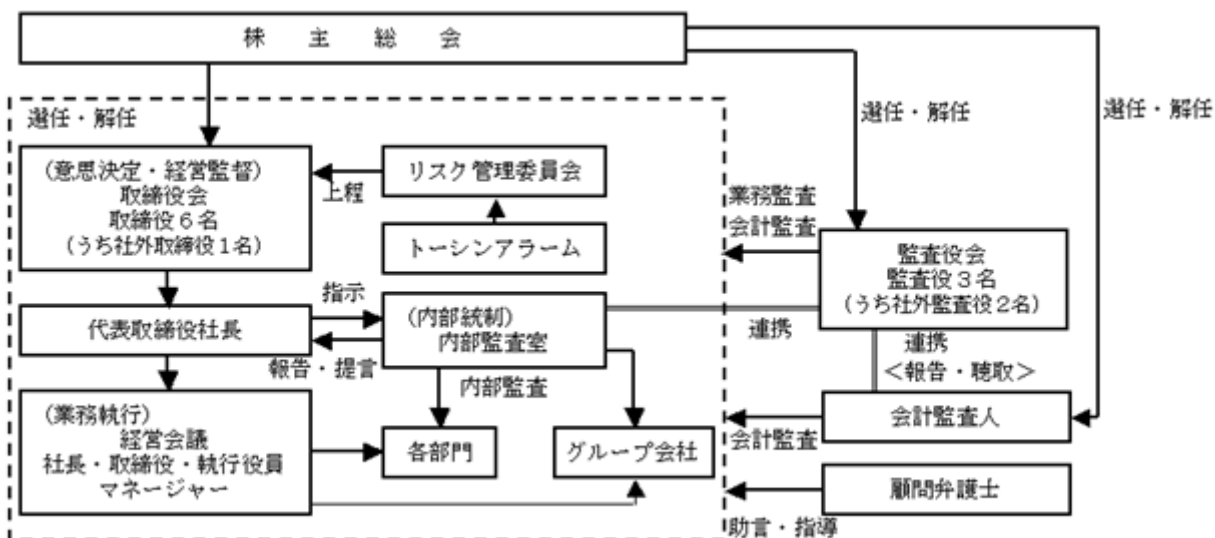 株主総会
選任・解任
選任・解任
選任・解任
(意思決定・経営監督)
取締役会
取締役6名
(うち社外取締役1名)
上程
リスク管理委員会
トーシンアラーム
業務監査
会計監査
監査役会
監査役3名
(うち社外監査役2名)
代表取締役社長
指示
報告・提言
(内部統制)
内部監査室
内部監査
連携
連携
<報告・聴取>
(業務執行)
経営会議
社長・取締役・執行役員
マネージャー
各部門
グループ会社
会計監査
会計監査人
顧問弁護士
助言・指導